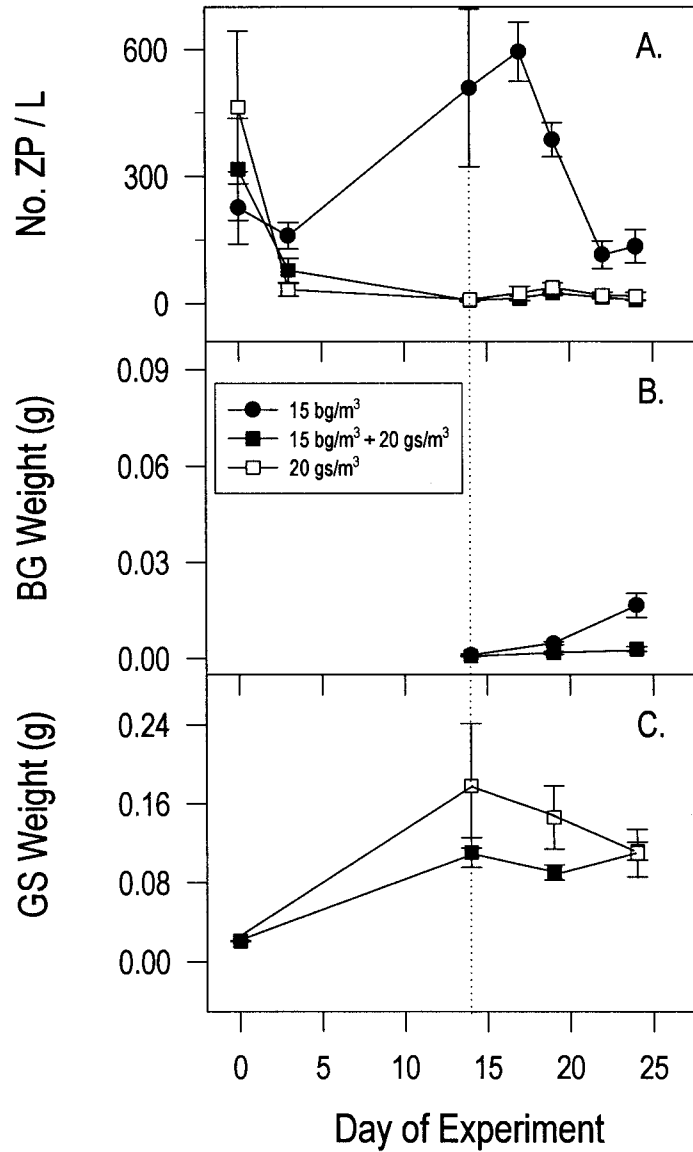 A.
No. ZP / L
600
300
0
B.
BG Weight (g)
0.09
0.06
0.03
0.00
15 bg/m³
15 bg/m³ + 20 gs/m³
20 gs/m³
C.
GS Weight (g)
0.24
0.16
0.08
0.00
0 5 10 15 20 25
Day of Experiment